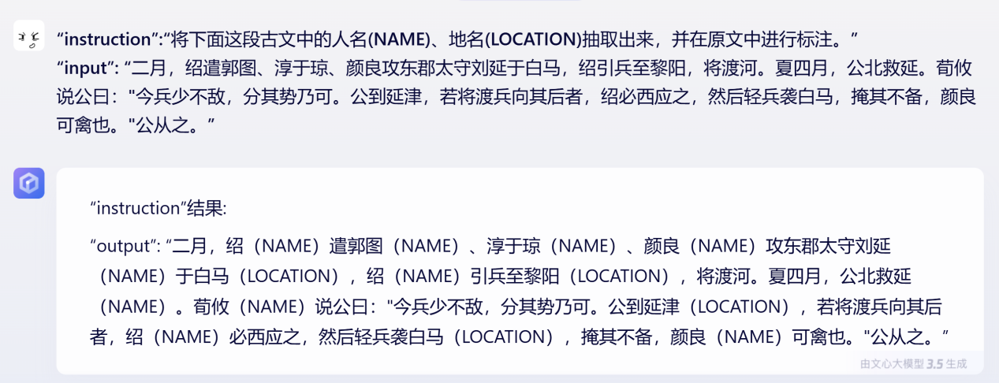 “instruction”:“将下面这段古文中的人名(NAME)、地名(LOCATION)抽取出来，并在原文中进行标注。”
“input”: “二月，绍遣郭图、淳于琼、颜良攻东郡太守刘延于白马，绍引兵至黎阳，将渡河。夏四月，公北救延。荀攸
说公曰："今兵少不敌，分其势乃可。公到延津，若将渡兵向其后者，绍必西应之，然后轻兵袭白马，掩其不备，颜良
可禽也。"公从之。”
“instruction”结果:
“output”: “二月，绍（NAME）遣郭图（NAME）、淳于琼（NAME）、颜良（NAME）攻东郡太守刘延
（NAME）于白马（LOCATION），绍（NAME）引兵至黎阳（LOCATION），将渡河。夏四月，公北救延
（NAME）。荀攸（NAME）说公曰："今兵少不敌，分其势乃可。公到延津（LOCATION），若将渡兵向其后
者，绍（NAME）必西应之，然后轻兵袭白马（LOCATION），掩其不备，颜良（NAME）可禽也。"公从之。”
由文心大模型 3.5 生成